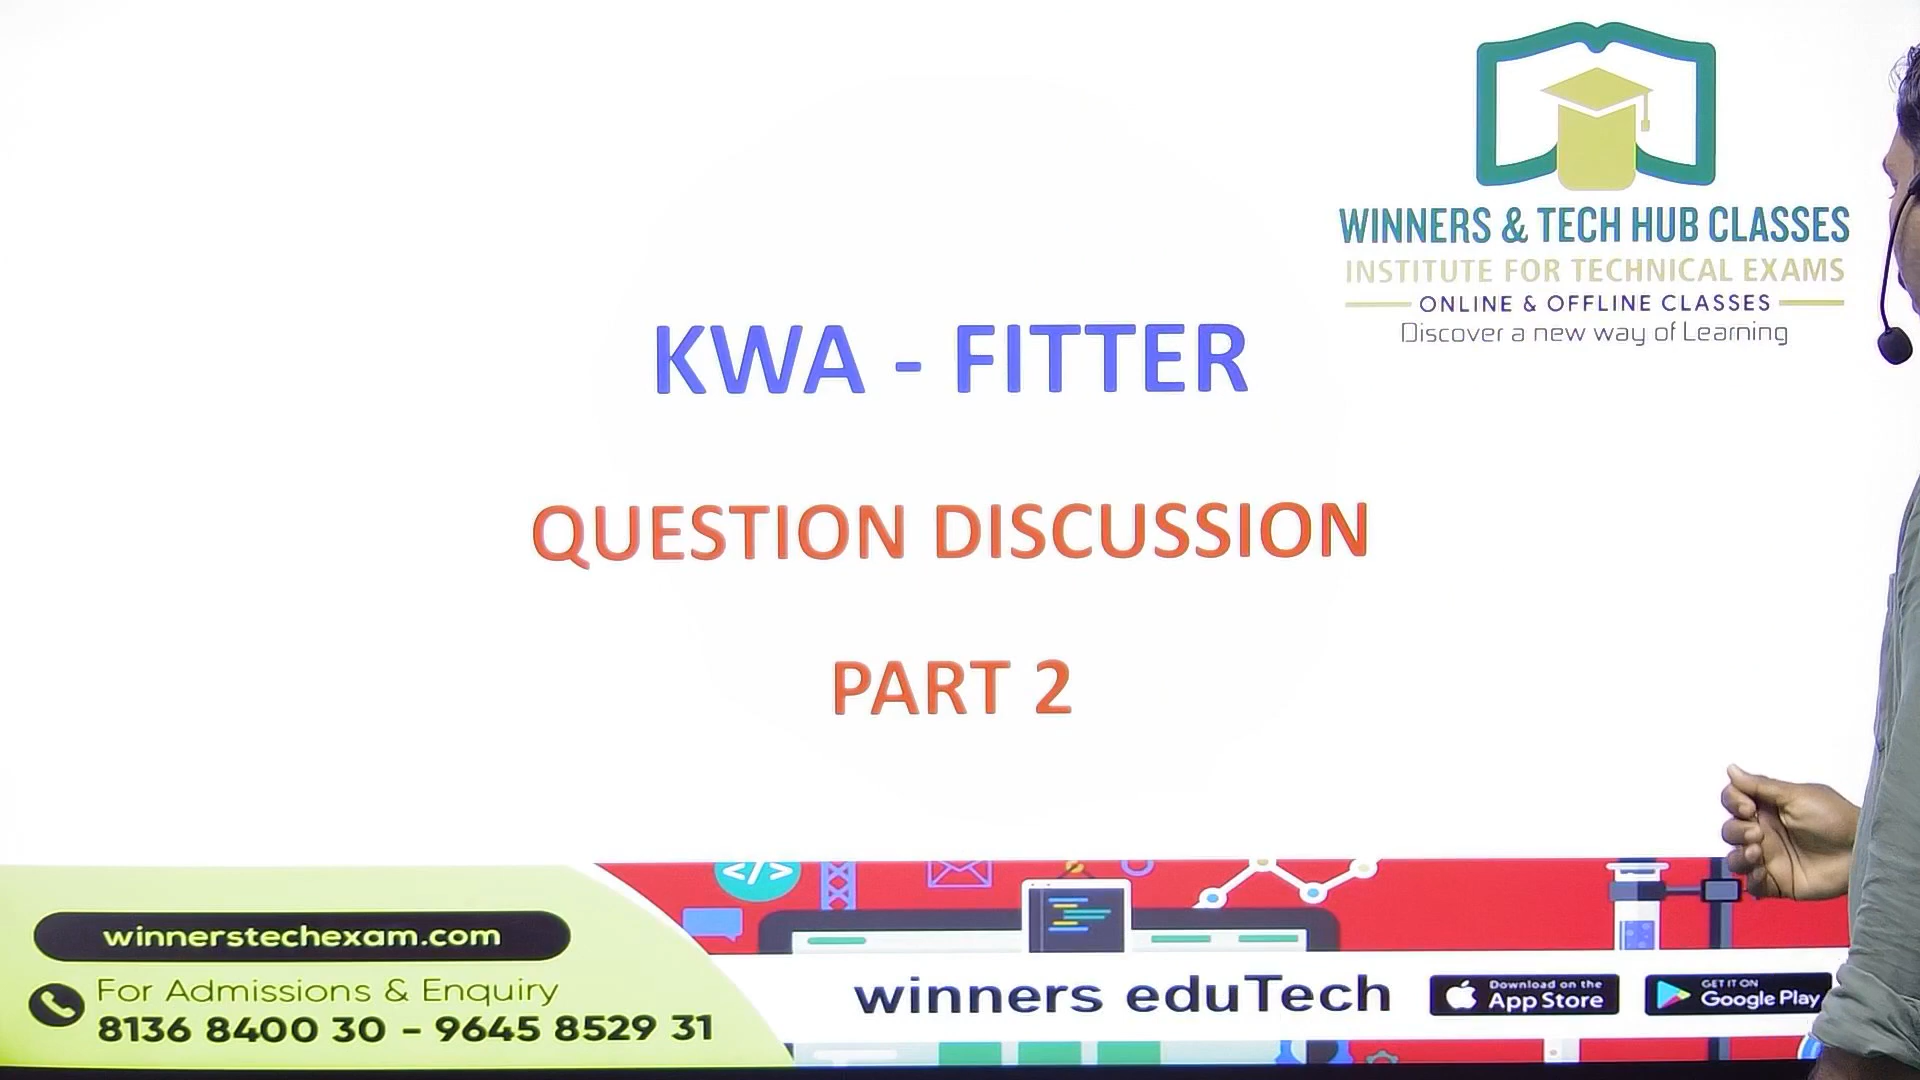 WINNERS & TECH HUB CLASSES
INSTITUTE FOR TECHNICAL EXAMS
ONLINE & OFFLINE CLASSES
Discover a new way of Learning
KWA - FITTER
QUESTION DISCUSSION
PART 2
</>
winnerstechexam.com
For Admissions & Enquiry
8136 8400 30 - 9645 8529 31
winners eduTech
Download on the
App Store
GET IT ON
Google Play